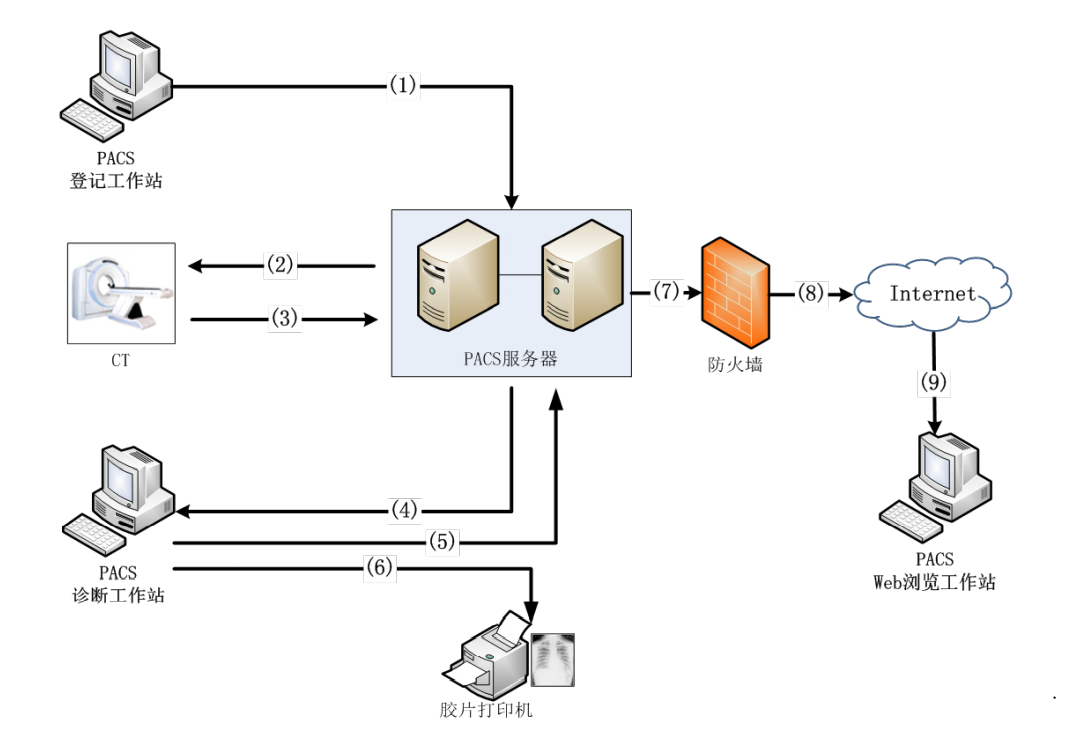 (1)
PACS
登记工作站
(2)
(3)
CT
PACS服务器
(7)
防火墙
(8)
Internet
(9)
(4)
(5)
(6)
PACS
诊断工作站
PACS
Web浏览工作站
胶片打印机